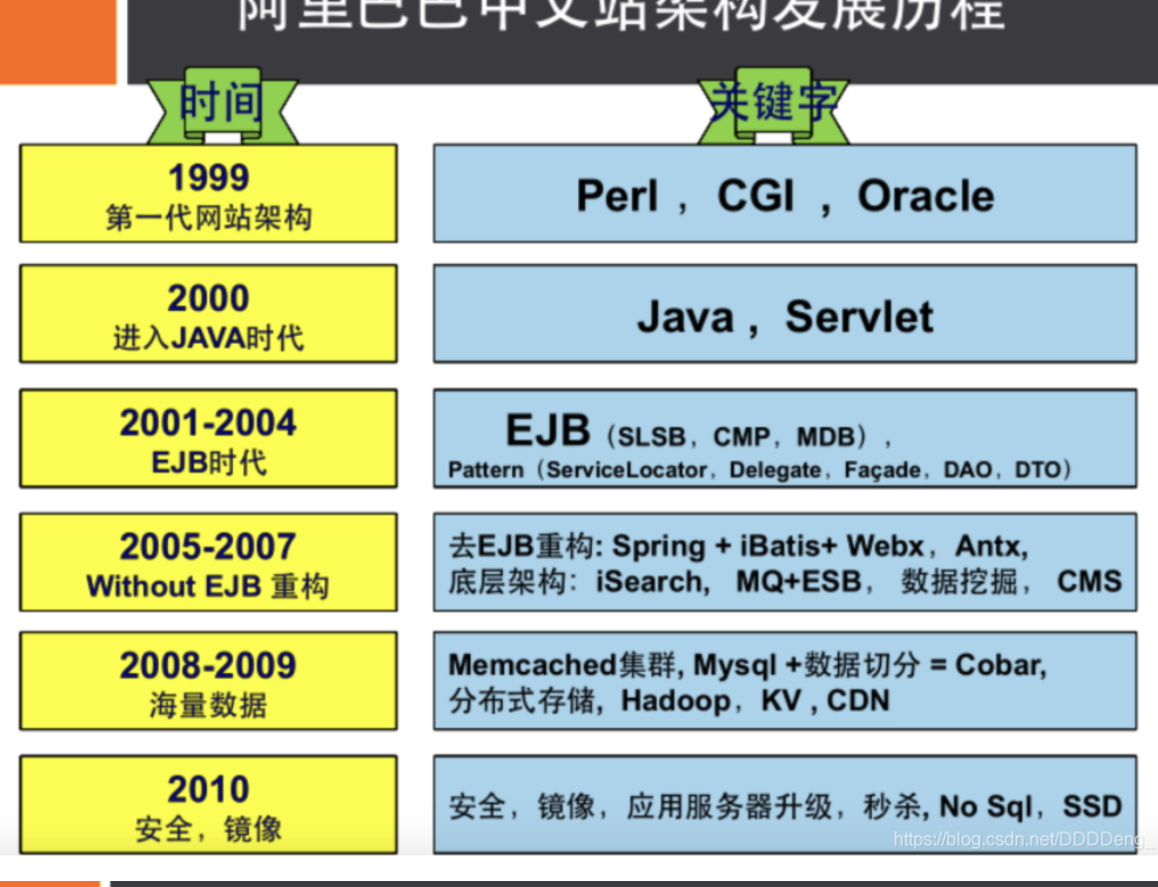 阿里巴巴中文站架构发展历程
时间
关键字
1999
第一代网站架构
Perl ， CGI ， Oracle
2000
进入JAVA时代
Java ， Servlet
2001-2004
EJB时代
EJB（SLSB，CMP，MDB），
Pattern（ServiceLocator，Delegate，Façade，DAO，DTO）
2005-2007
Without EJB 重构
去EJB重构: Spring + iBatis+ Webx，Antx,
底层架构： iSearch, MQ+ESB， 数据挖掘， CMS
2008-2009
海量数据
Memcached集群, Mysql +数据切分 = Cobar,
分布式存储, Hadoop，KV , CDN
2010
安全，镜像
安全，镜像，应用服务器升级，秒杀, No Sql，SSD
https://blog.csdn.net/DDDDeng_